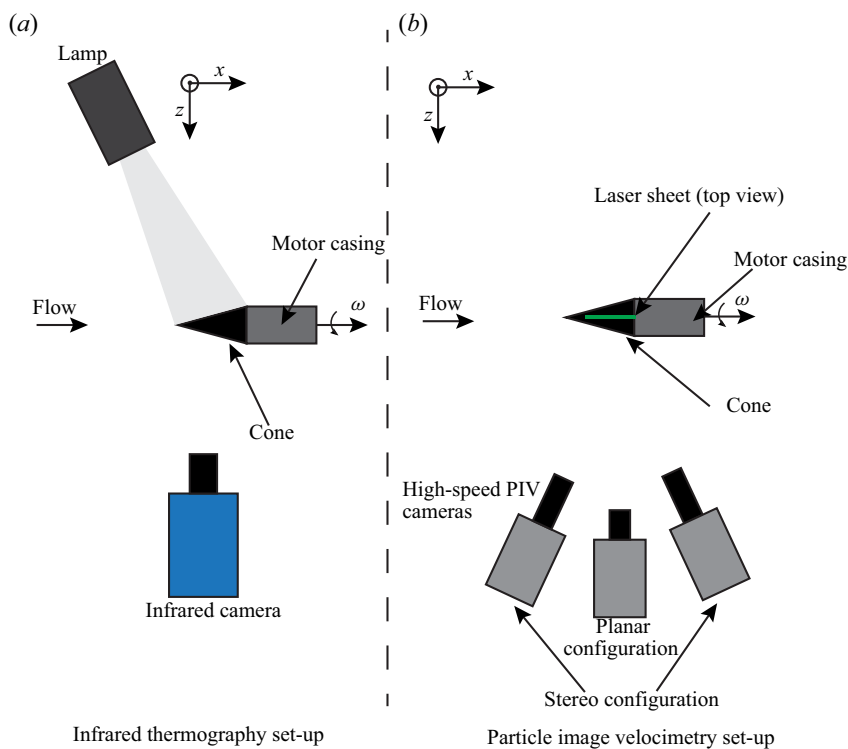 (a)
Lamp
x
z
Motor casing
Flow
ω
Cone
Infrared camera
Infrared thermography set-up
(b)
x
z
Laser sheet (top view)
Motor casing
Flow
ω
Cone
High-speed PIV
cameras
Planar
configuration
Stereo configuration
Particle image velocimetry set-up